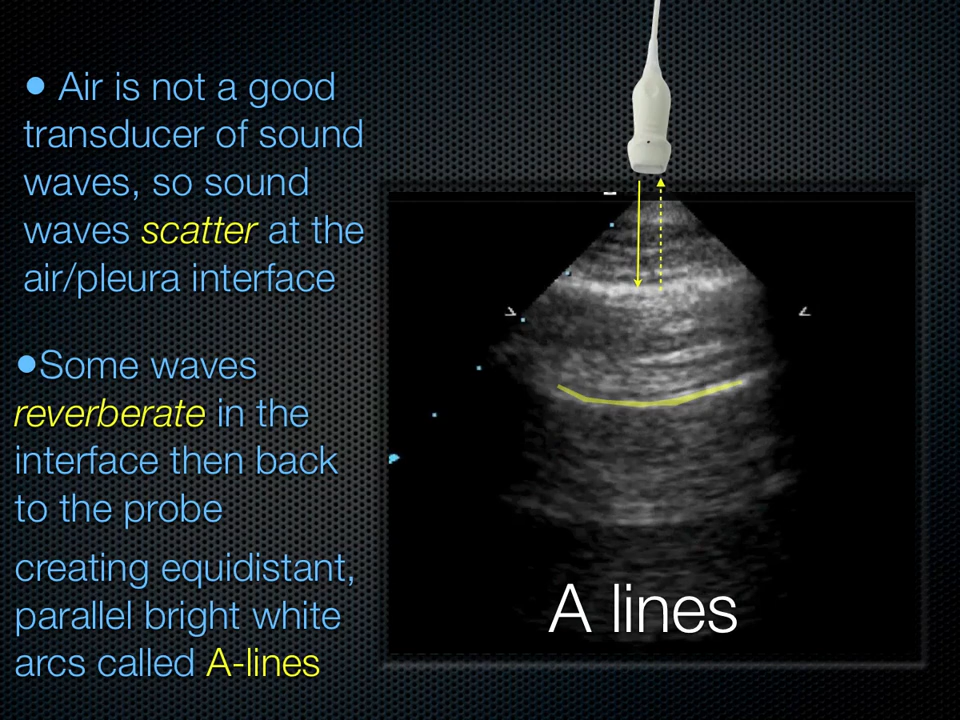 ● Air is not a good
transducer of sound
waves, so sound
waves scatter at the
air/pleura interface
●Some waves
reverberate in the
interface then back
to the probe
creating equidistant,
parallel bright white
arcs called A-lines
A lines